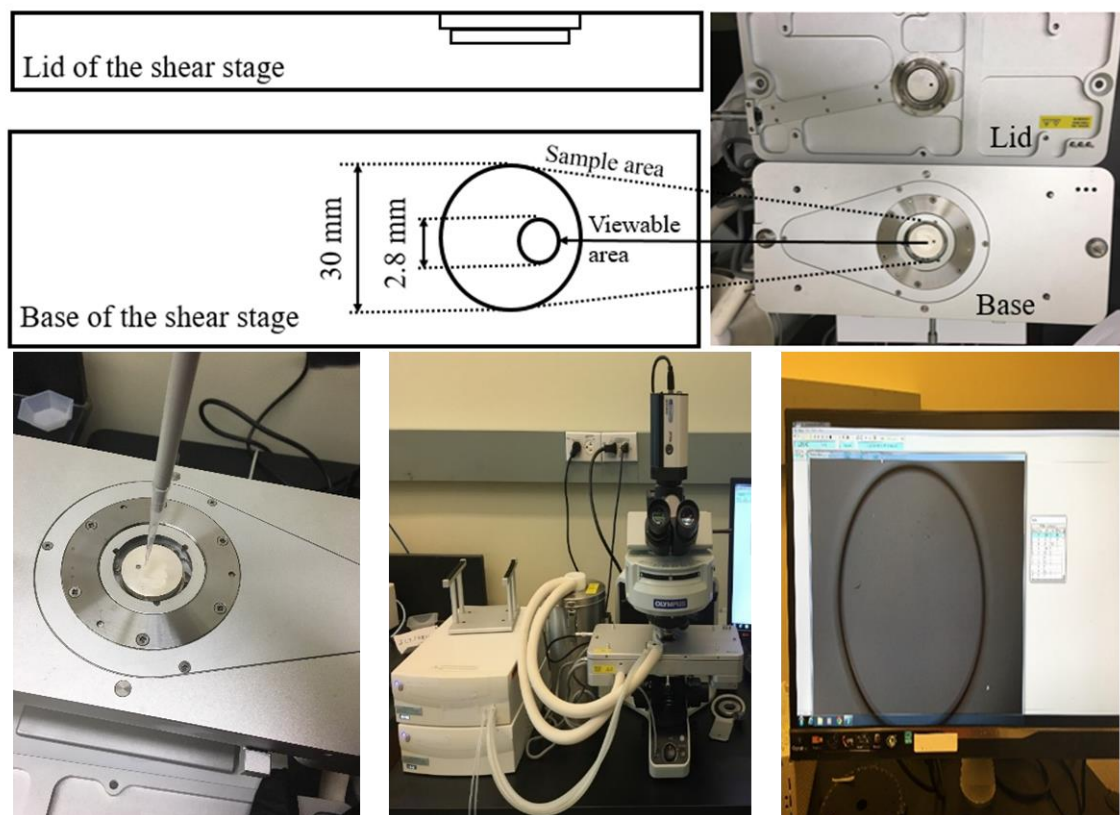 Lid of the shear stage
Lid
Sample area
Viewable
area
30 mm
2.8 mm
Base of the shear stage
Base
OLYMPUS